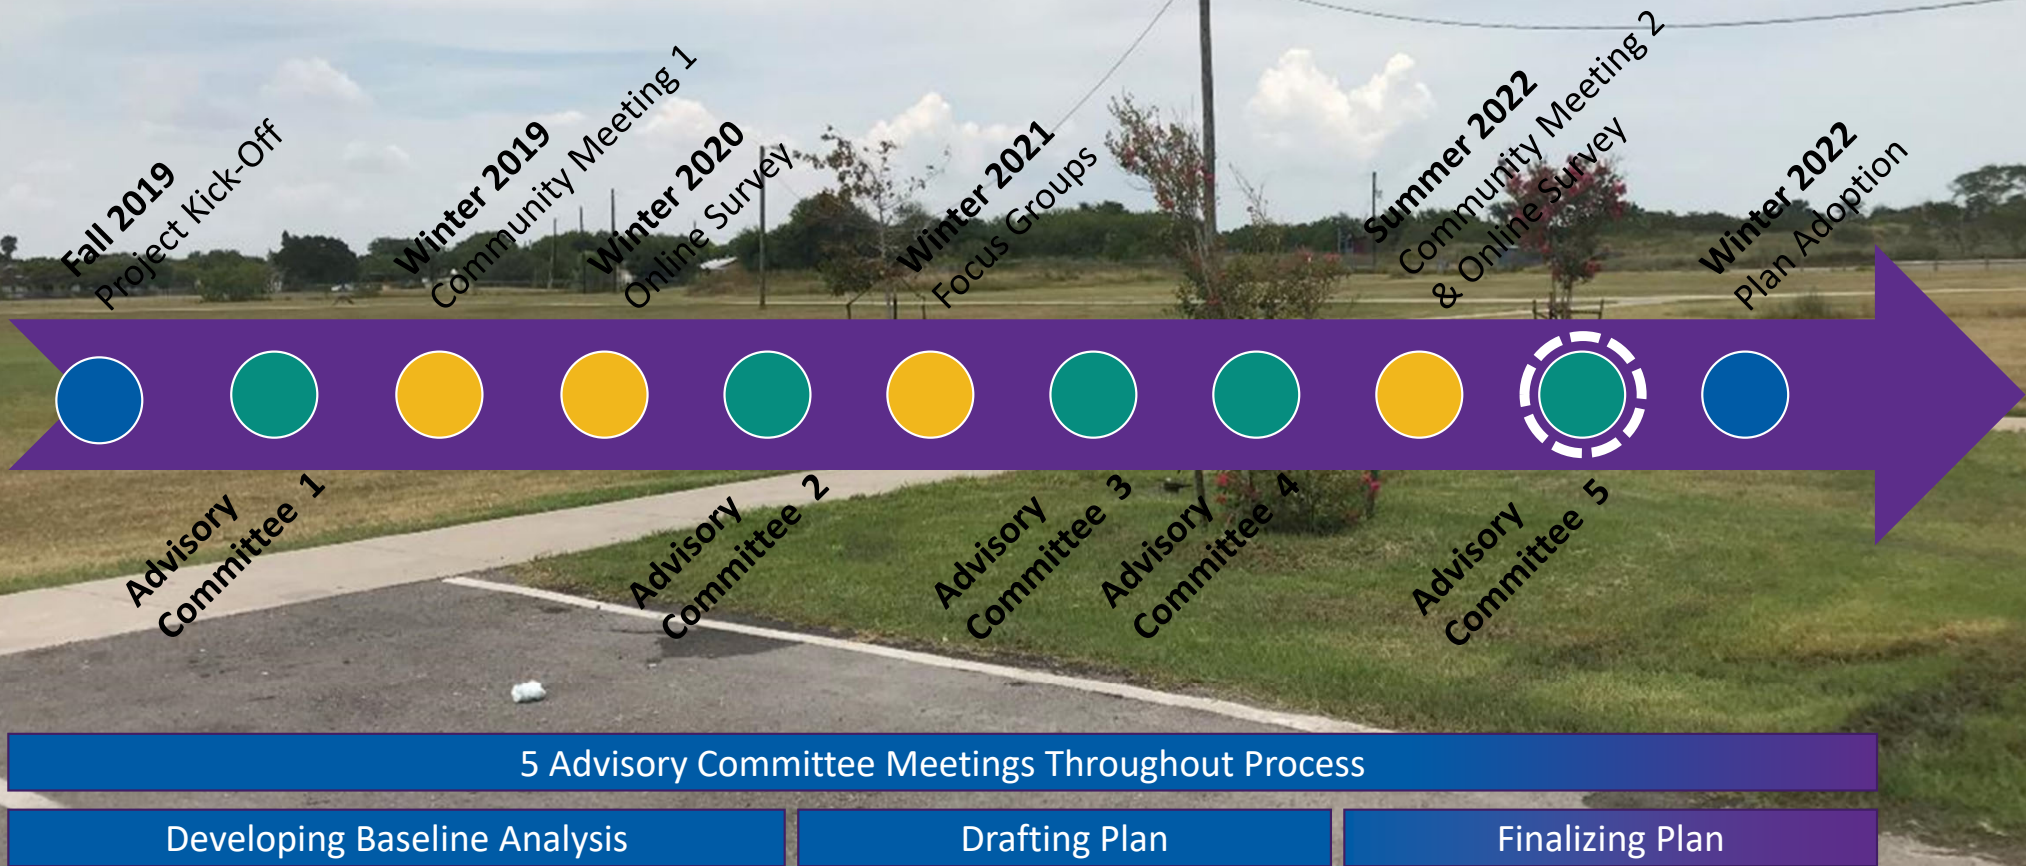 Fall 2019
Project Kick-Off
Winter 2019
Community Meeting 1
Winter 2020
Online Survey
Winter 2021
Focus Groups
Summer 2022
Community Meeting 2
& Online Survey
Winter 2022
Plan Adoption
Advisory
Committee 1
Advisory
Committee 2
Advisory
Committee 3
Advisory
Committee 4
Advisory
Committee 5
5 Advisory Committee Meetings Throughout Process
Developing Baseline Analysis
Drafting Plan
Finalizing Plan